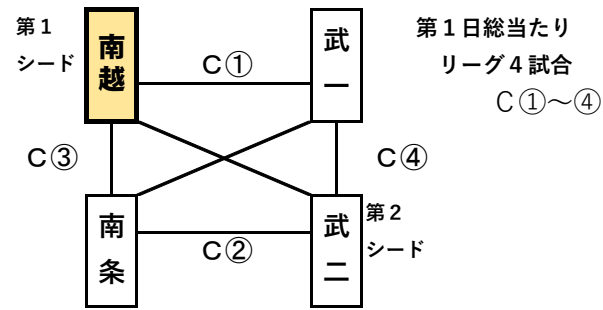 第１
シード
南越
武一
第１日総当たり
リーグ４試合
Ｃ①～④
Ｃ①
Ｃ③
Ｃ④
南条
武二
第２
シード
Ｃ②